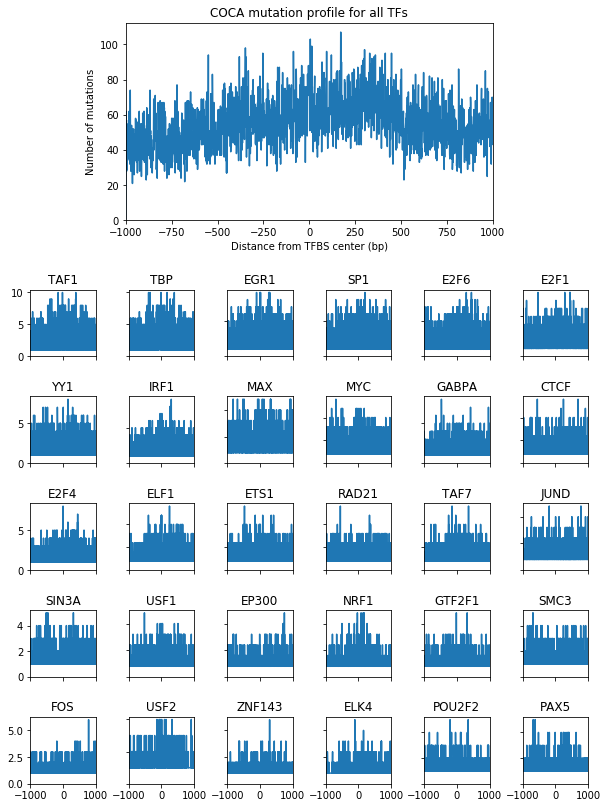 COCA mutation profile for all TFs
100
80
60
40
20
0
Number of mutations
−1000 −750 −500 −250 0 250 500 750 1000
Distance from TFBS center (bp)
TAF1 TBP EGR1 SP1 E2F6 E2F1
10
5
0
YY1 IRF1 MAX MYC GABPA CTCF
5
0
E2F4 ELF1 ETS1 RAD21 TAF7 JUND
5
0
SIN3A USF1 EP300 NRF1 GTF2F1 SMC3
4
2
0
FOS USF2 ZNF143 ELK4 POU2F2 PAX5
5.0
2.5
0.0
−1000 0 1000 −1000 0 1000 −1000 0 1000 −1000 0 1000 −1000 0 1000 −1000 0 1000